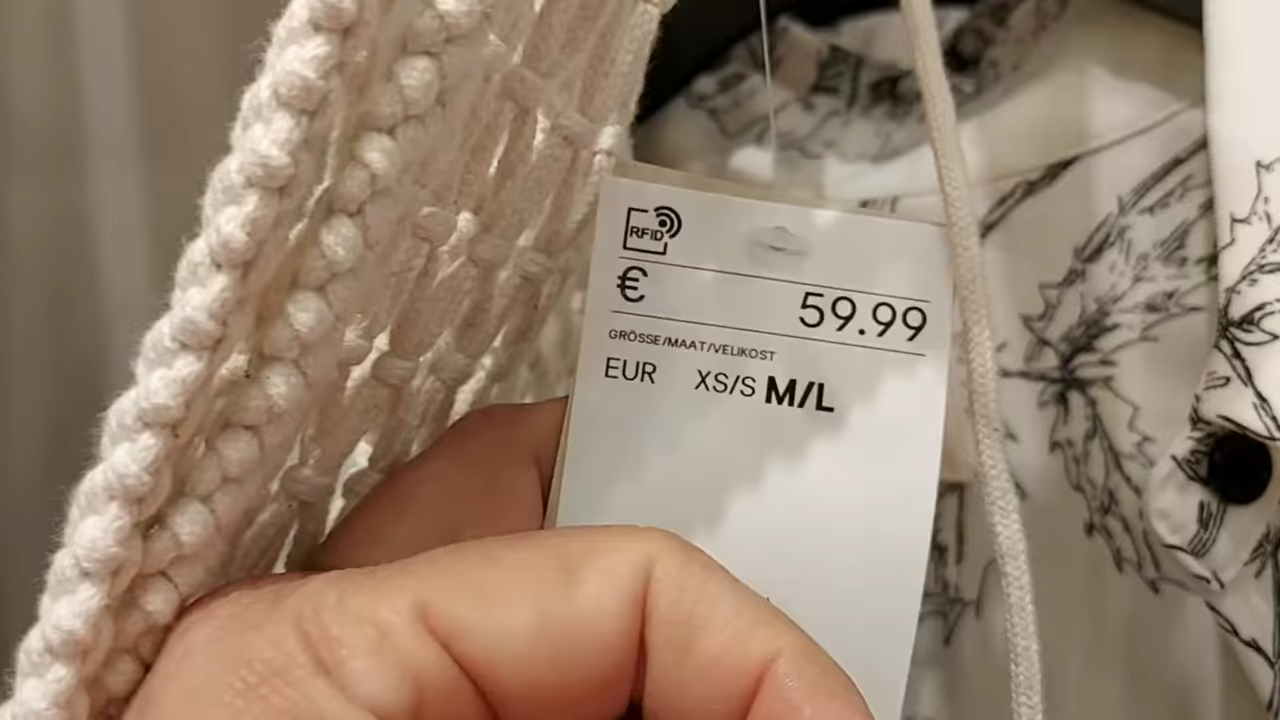 RFID
€ 59.99
GRÖSSE/MAAT/VELIKOST
EUR XS/S M/L